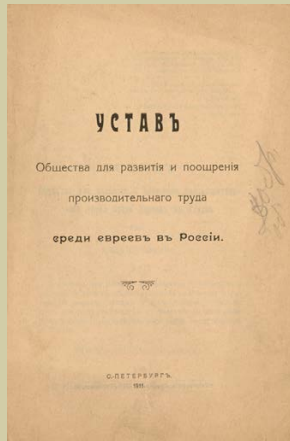 УСТАВЪ
Общества для развитія и поощренія
производительнаго труда
среди евреевъ въ Россіи.
С.-ПЕТЕРБУРГЪ.